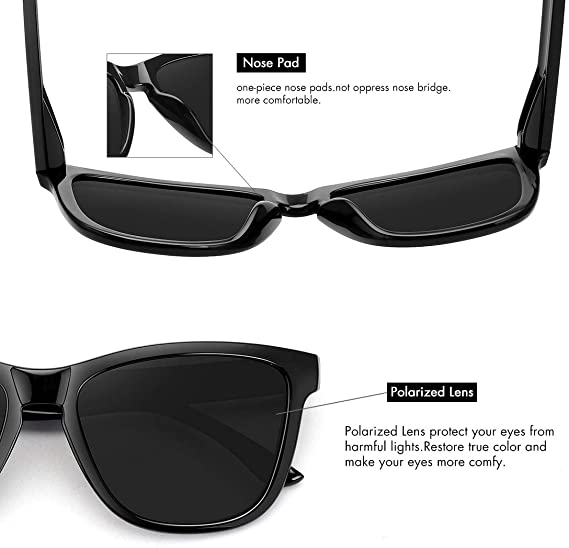 Nose Pad
one-piece nose pads.not oppress nose bridge.
more comfortable.
Polarized Lens
Polarized Lens protect your eyes from
harmful lights.Restore true color and
make your eyes more comfy.